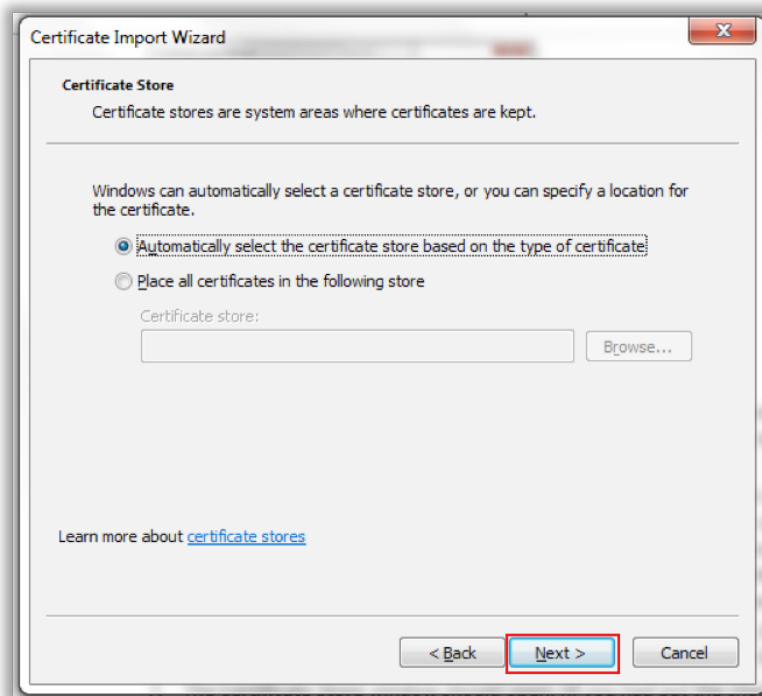 Certificate Import Wizard
Certificate Store
Certificate stores are system areas where certificates are kept.
Windows can automatically select a certificate store, or you can specify a location for
the certificate.
Automatically select the certificate store based on the type of certificate
Place all certificates in the following store
Certificate store:
Browse...
Learn more about certificate stores
< Back
Next >
Cancel